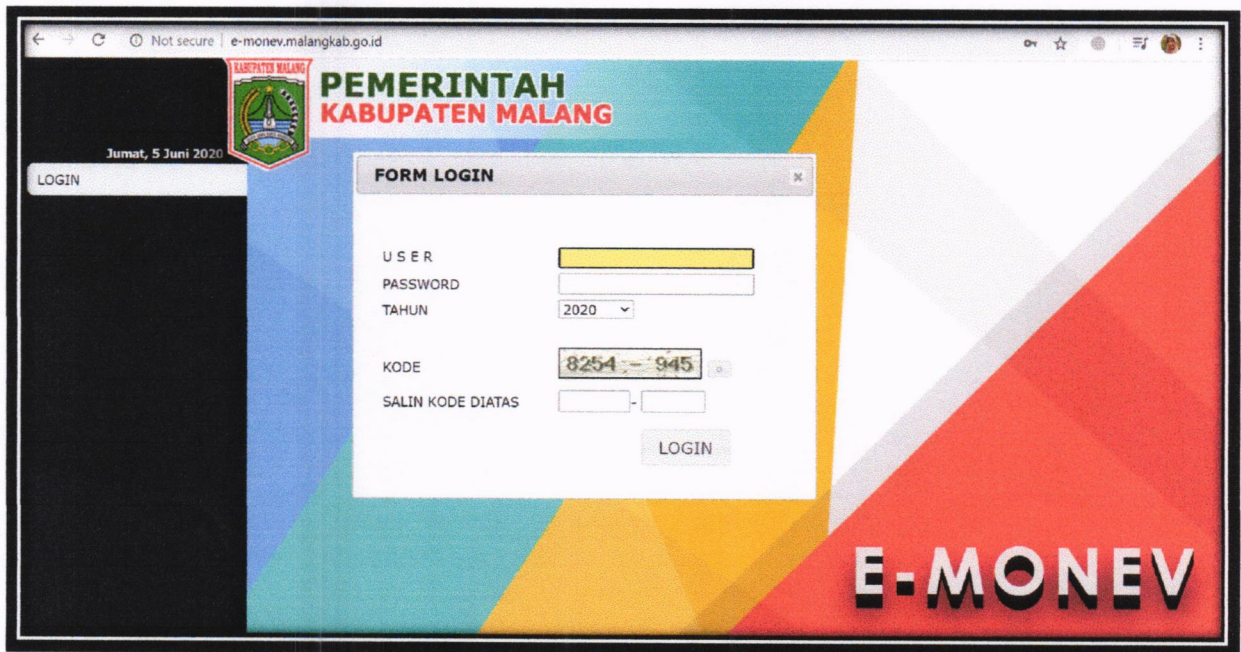 Not secure | e-monev.malangkab.go.id
KABUPATEN MALANG
PEMERINTAH
KABUPATEN MALANG
Jumat, 5 Juni 2020
LOGIN
FORM LOGIN
USER
PASSWORD
TAHUN
2020
KODE
8254 - 945
SALIN KODE DIATAS
-
LOGIN
E-MONEV